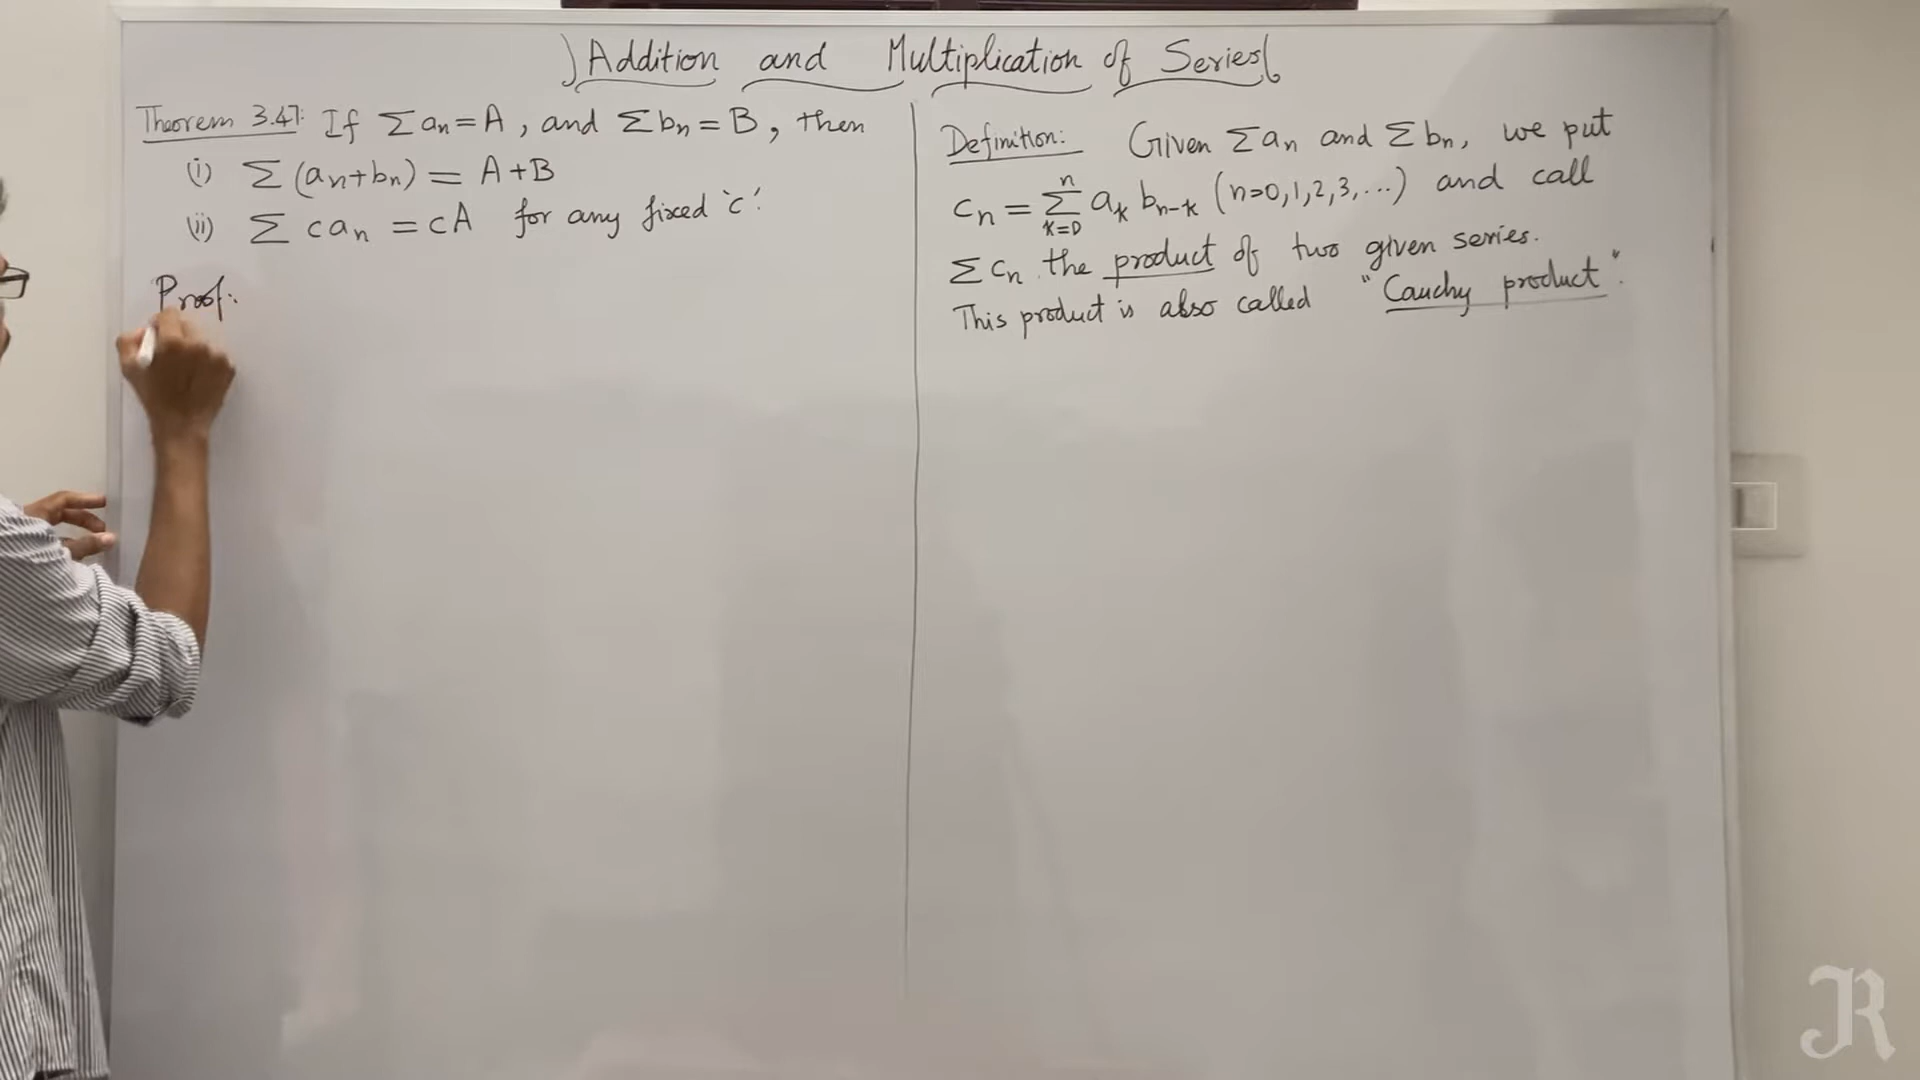 Addition and Multiplication of Series
Theorem 3.47: If Σ aₙ = A, and Σ bₙ = B, then
(i) Σ (aₙ+bₙ) = A+B
(ii) Σ c aₙ = cA for any fixed 'c'.
Proof:
Definition: Given Σ aₙ and Σ bₙ, we put
cₙ = Σ_{k=0}^{n} aₖ bₙ₋ₖ (n=0,1,2,3,...) and call
Σ cₙ the product of two given series.
This product is also called "Cauchy product".
JR